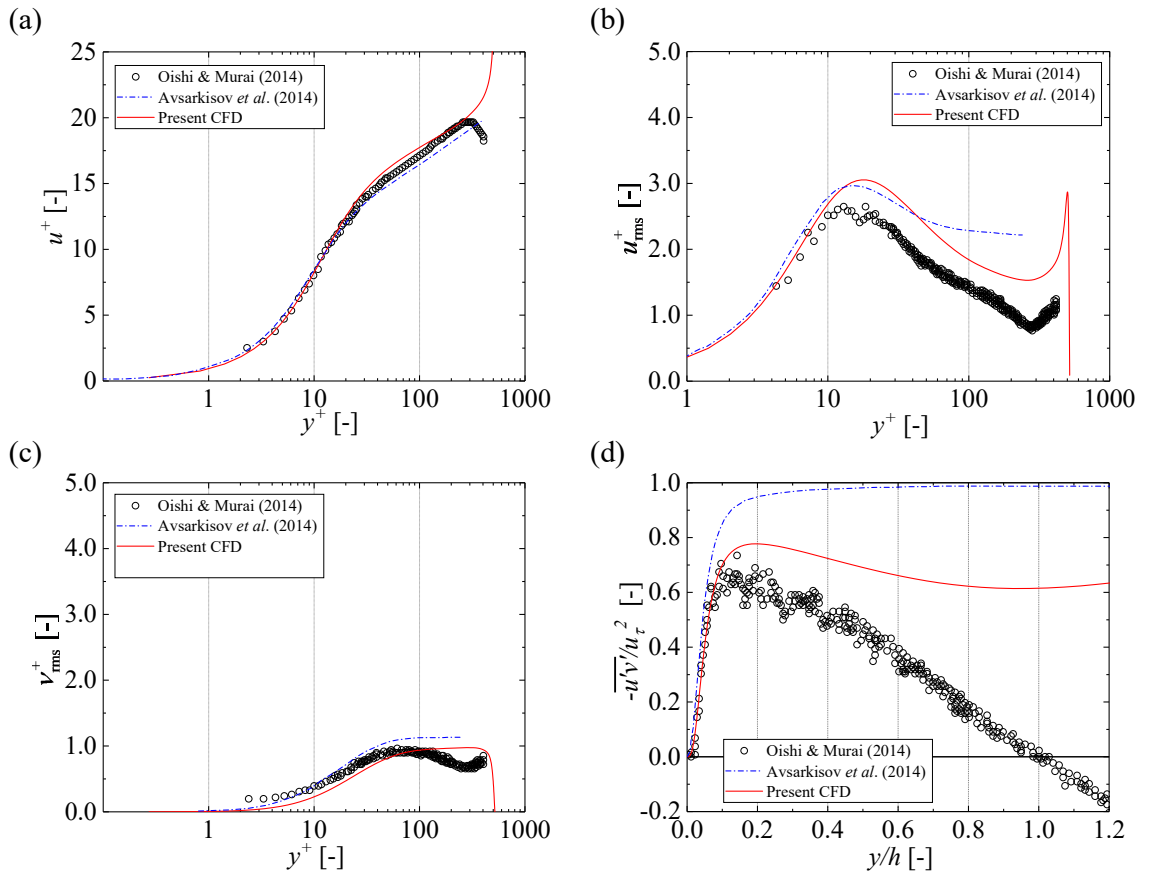 (a)
25
20
15
10
5
0
u⁺ [-]
Oishi & Murai (2014)
Avsarkisov et al. (2014)
Present CFD
1 10 100 1000
y⁺ [-]
(b)
5.0
4.0
3.0
2.0
1.0
0.0
u⁺rms [-]
Oishi & Murai (2014)
Avsarkisov et al. (2014)
Present CFD
1 10 100 1000
y⁺ [-]
(c)
5.0
4.0
3.0
2.0
1.0
0.0
v⁺rms [-]
Oishi & Murai (2014)
Avsarkisov et al. (2014)
Present CFD
1 10 100 1000
y⁺ [-]
(d)
1.0
0.8
0.6
0.4
0.2
0.0
-0.2
-u'v'/uτ² [-]
Oishi & Murai (2014)
Avsarkisov et al. (2014)
Present CFD
0.0 0.2 0.4 0.6 0.8 1.0 1.2
y/h [-]